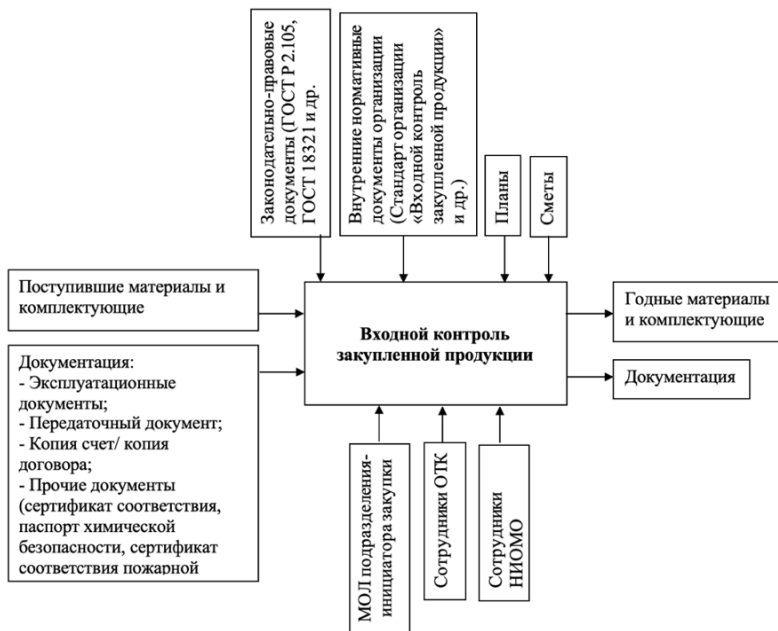 Законодательно-правовые
документы (ГОСТ Р 2.105,
ГОСТ 18321 и др.
Внутренние нормативные
документы организации
(Стандарт организации
«Входной контроль
закупленной продукции»
и др.)
Планы
Сметы
Поступившие материалы и
комплектующие
Документация:
- Эксплуатационные
документы;
- Передаточный документ;
- Копия счет/ копия
договора;
- Прочие документы
(сертификат соответствия,
паспорт химической
безопасности, сертификат
соответствия пожарной
Входной контроль
закупленной продукции
Годные материалы
и комплектующие
Документация
МОЛ подразделения-
инициатора закупки
Сотрудники ОТК
Сотрудники
НИОМО